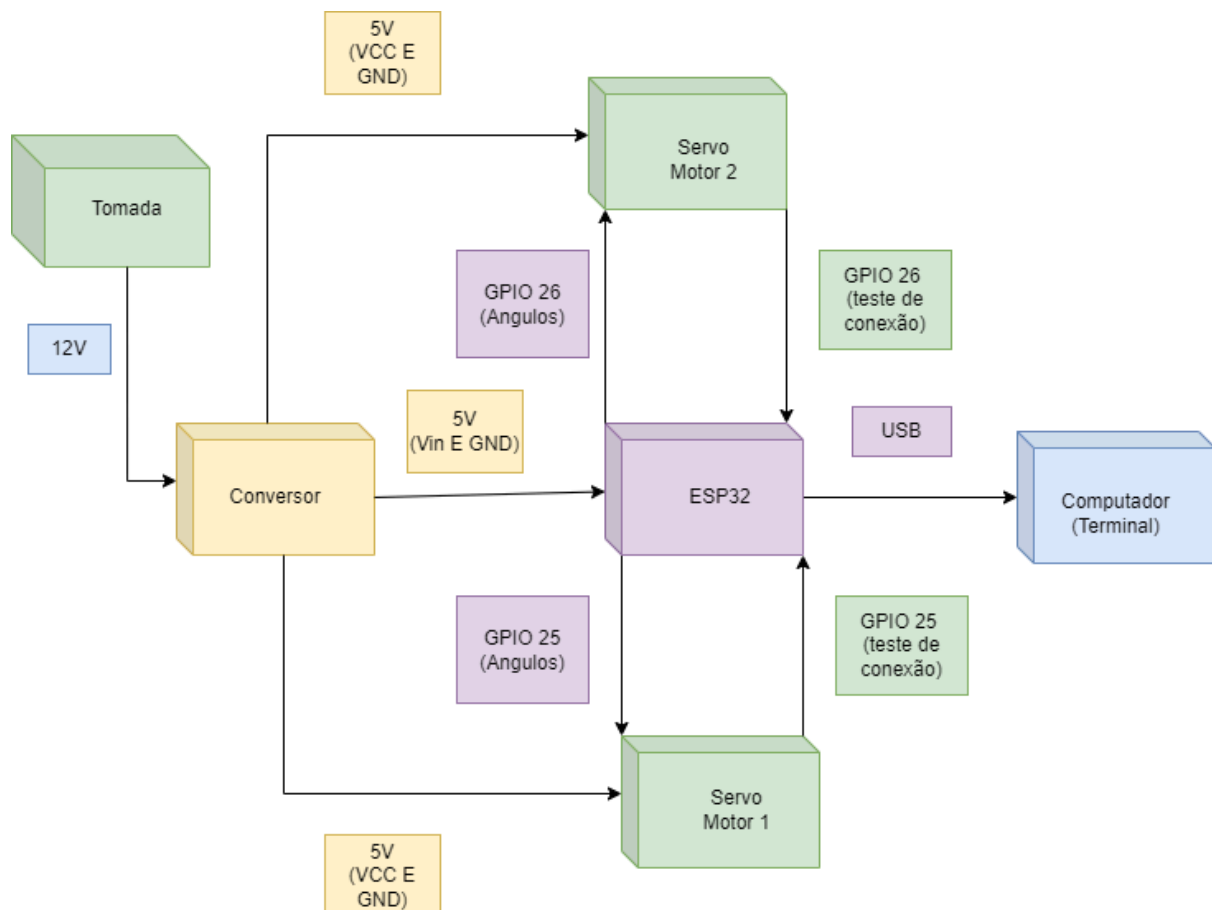 5V
(VCC E
GND)
Servo
Motor 2
Tomada
GPIO 26
(Angulos)
GPIO 26
(teste de
conexão)
12V
5V
(Vin E GND)
USB
Conversor
ESP32
Computador
(Terminal)
GPIO 25
(Angulos)
GPIO 25
(teste de
conexão)
Servo
Motor 1
5V
(VCC E
GND)